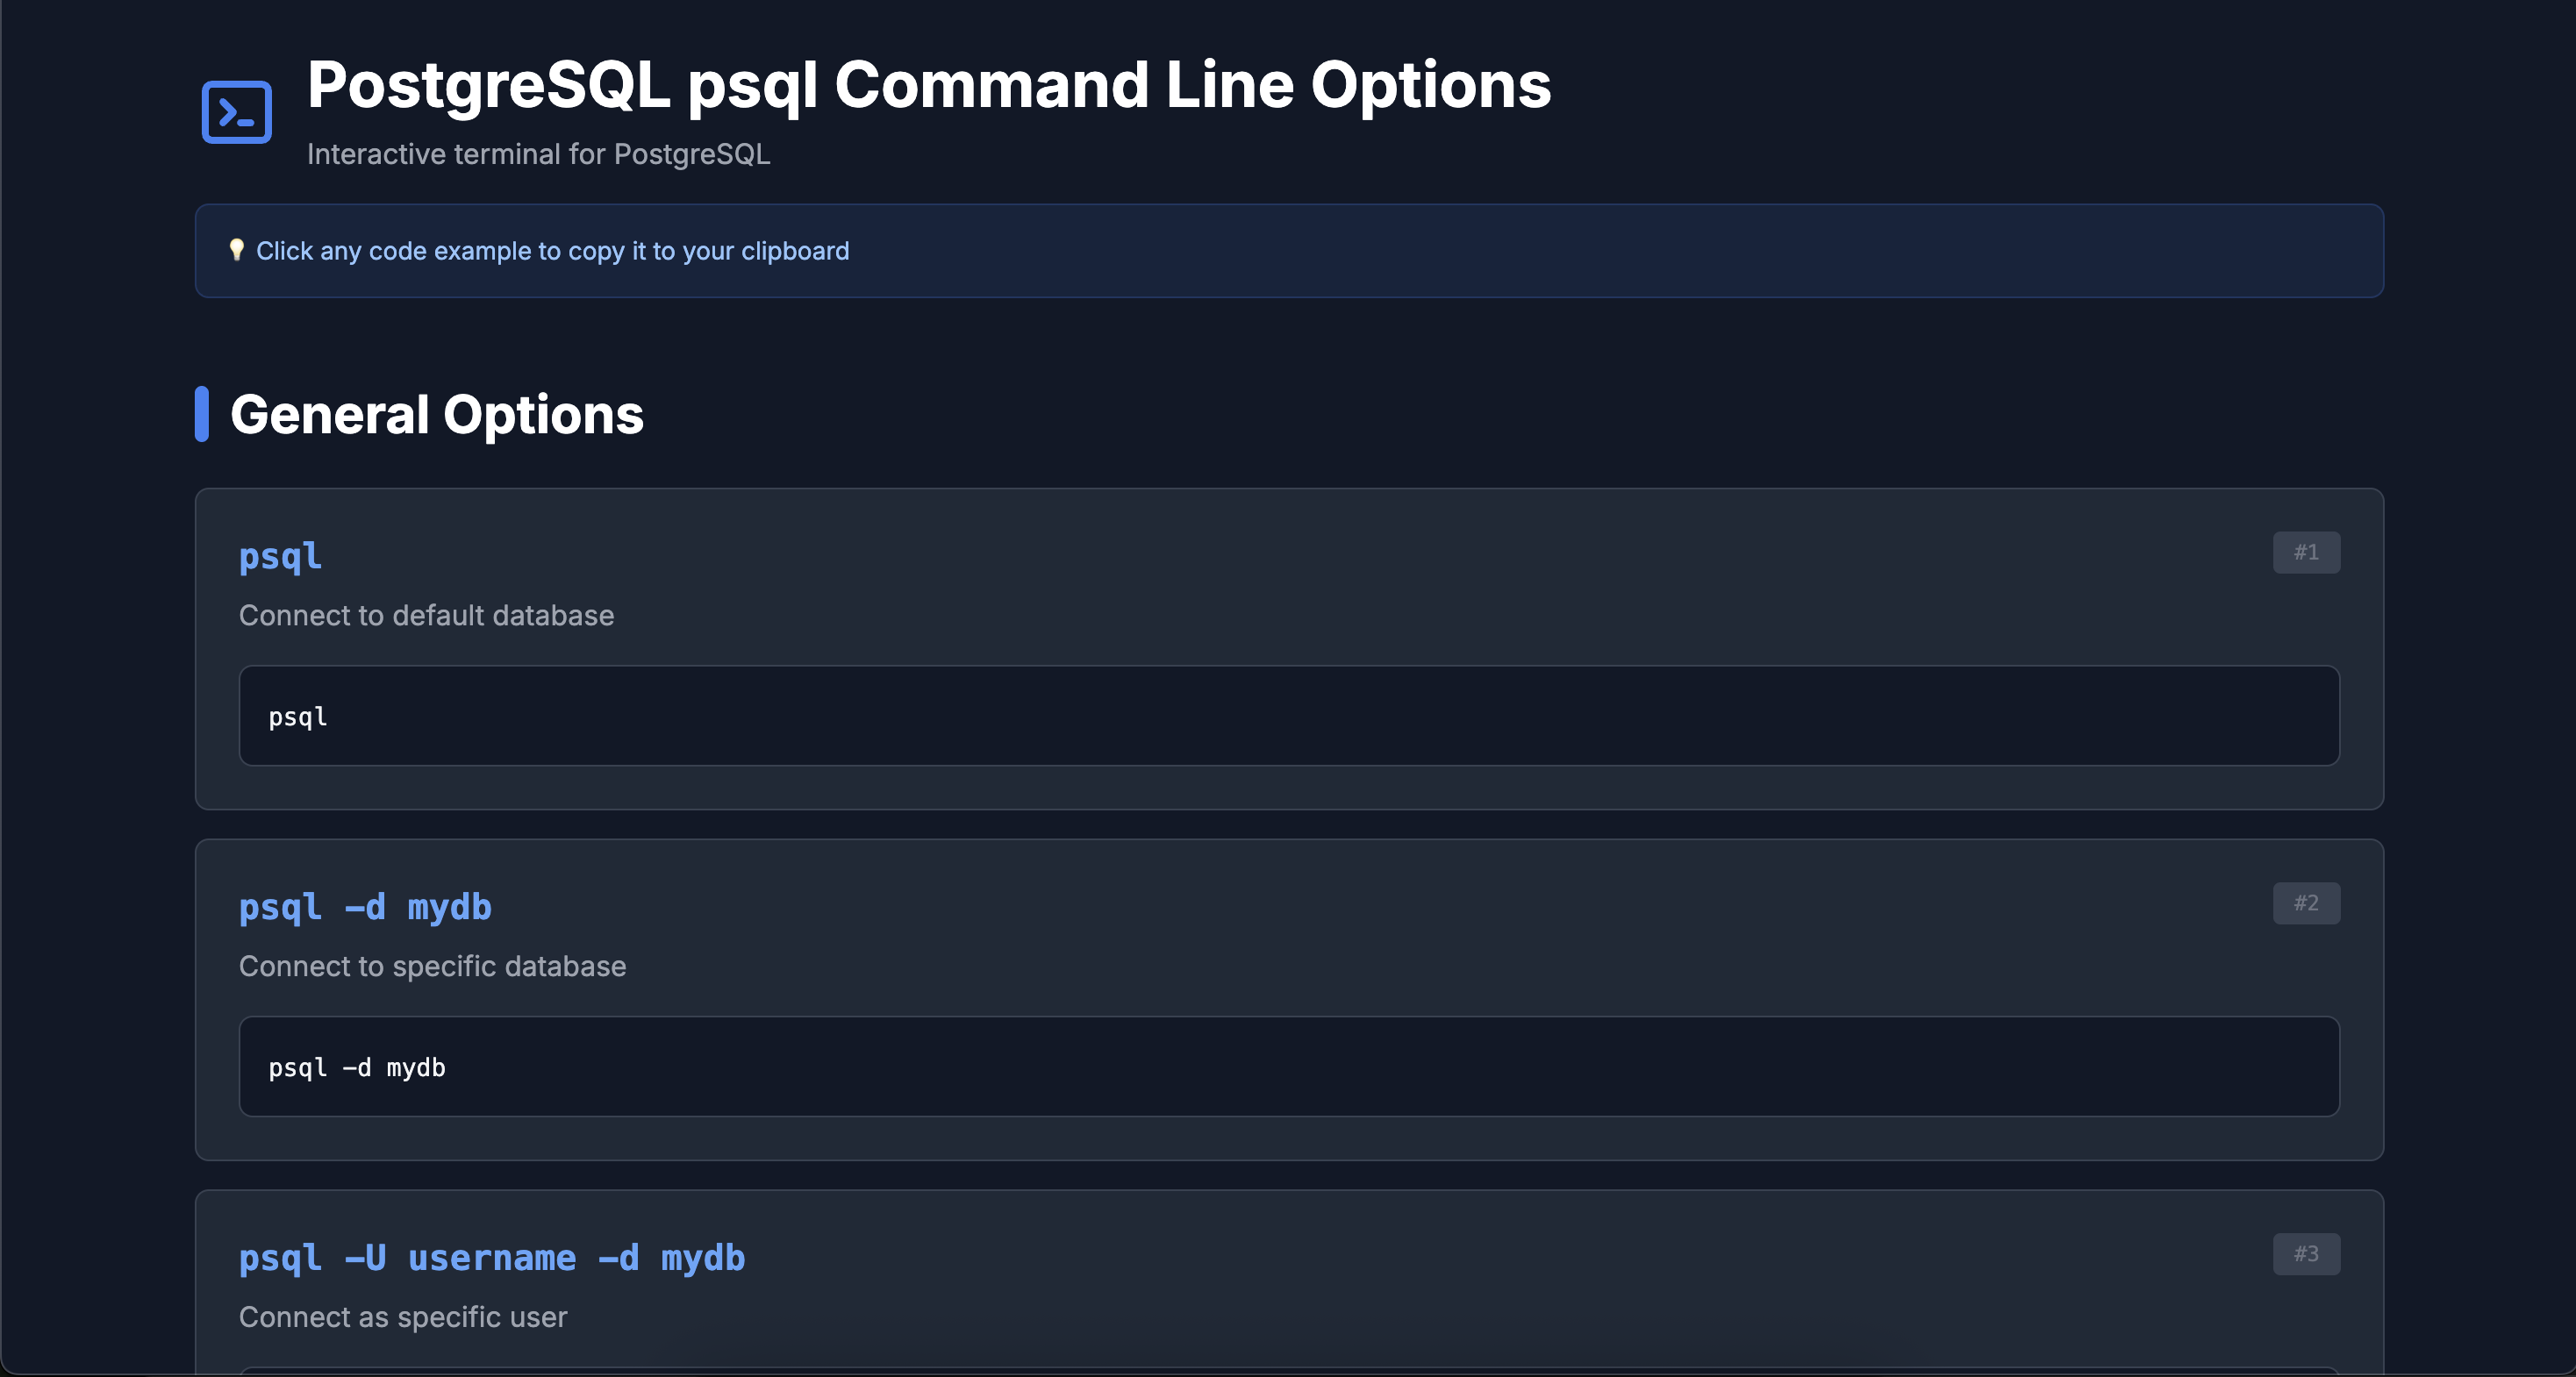 PostgreSQL psql Command Line Options
Interactive terminal for PostgreSQL
💡 Click any code example to copy it to your clipboard
General Options
psql
#1
Connect to default database
psql
psql -d mydb
#2
Connect to specific database
psql -d mydb
psql -U username -d mydb
#3
Connect as specific user